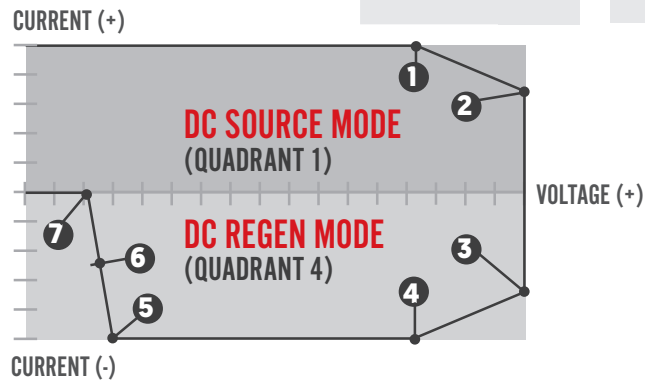 CURRENT (+)
1
2
DC SOURCE MODE
(QUADRANT 1)
VOLTAGE (+)
7
DC REGEN MODE
(QUADRANT 4)
3
6
4
5
CURRENT (-)